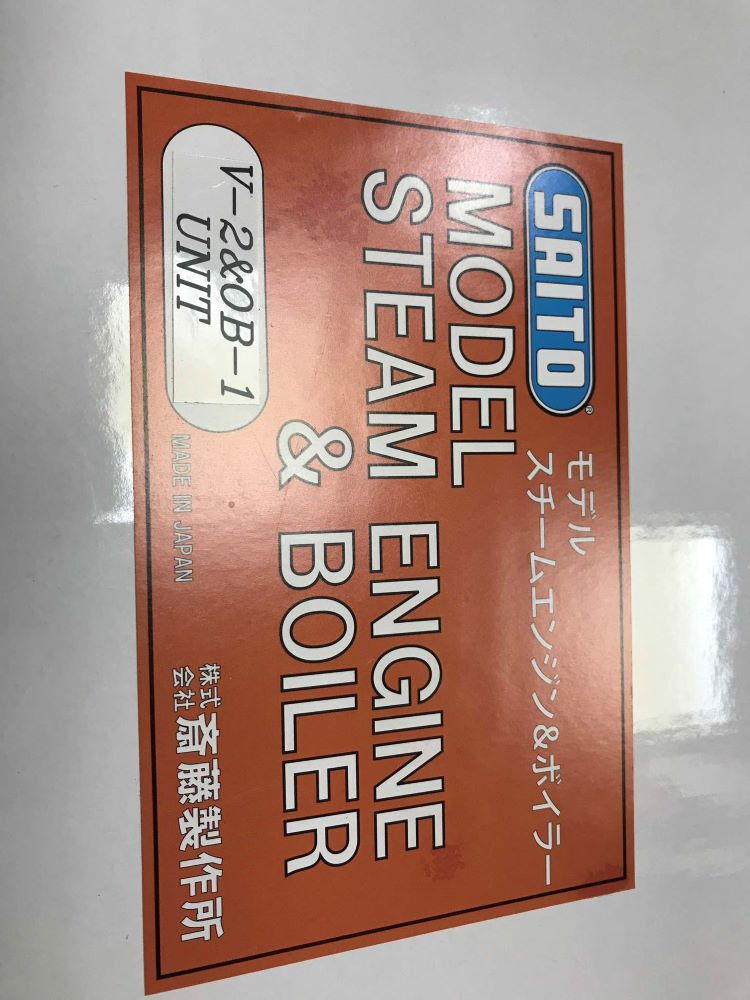 SAITO®
モデル
スチームエンジン&ボイラー
MODEL
STEAM ENGINE
& BOILER
V-2&OB-1
UNIT
MADE IN JAPAN
株式会社 斎藤製作所